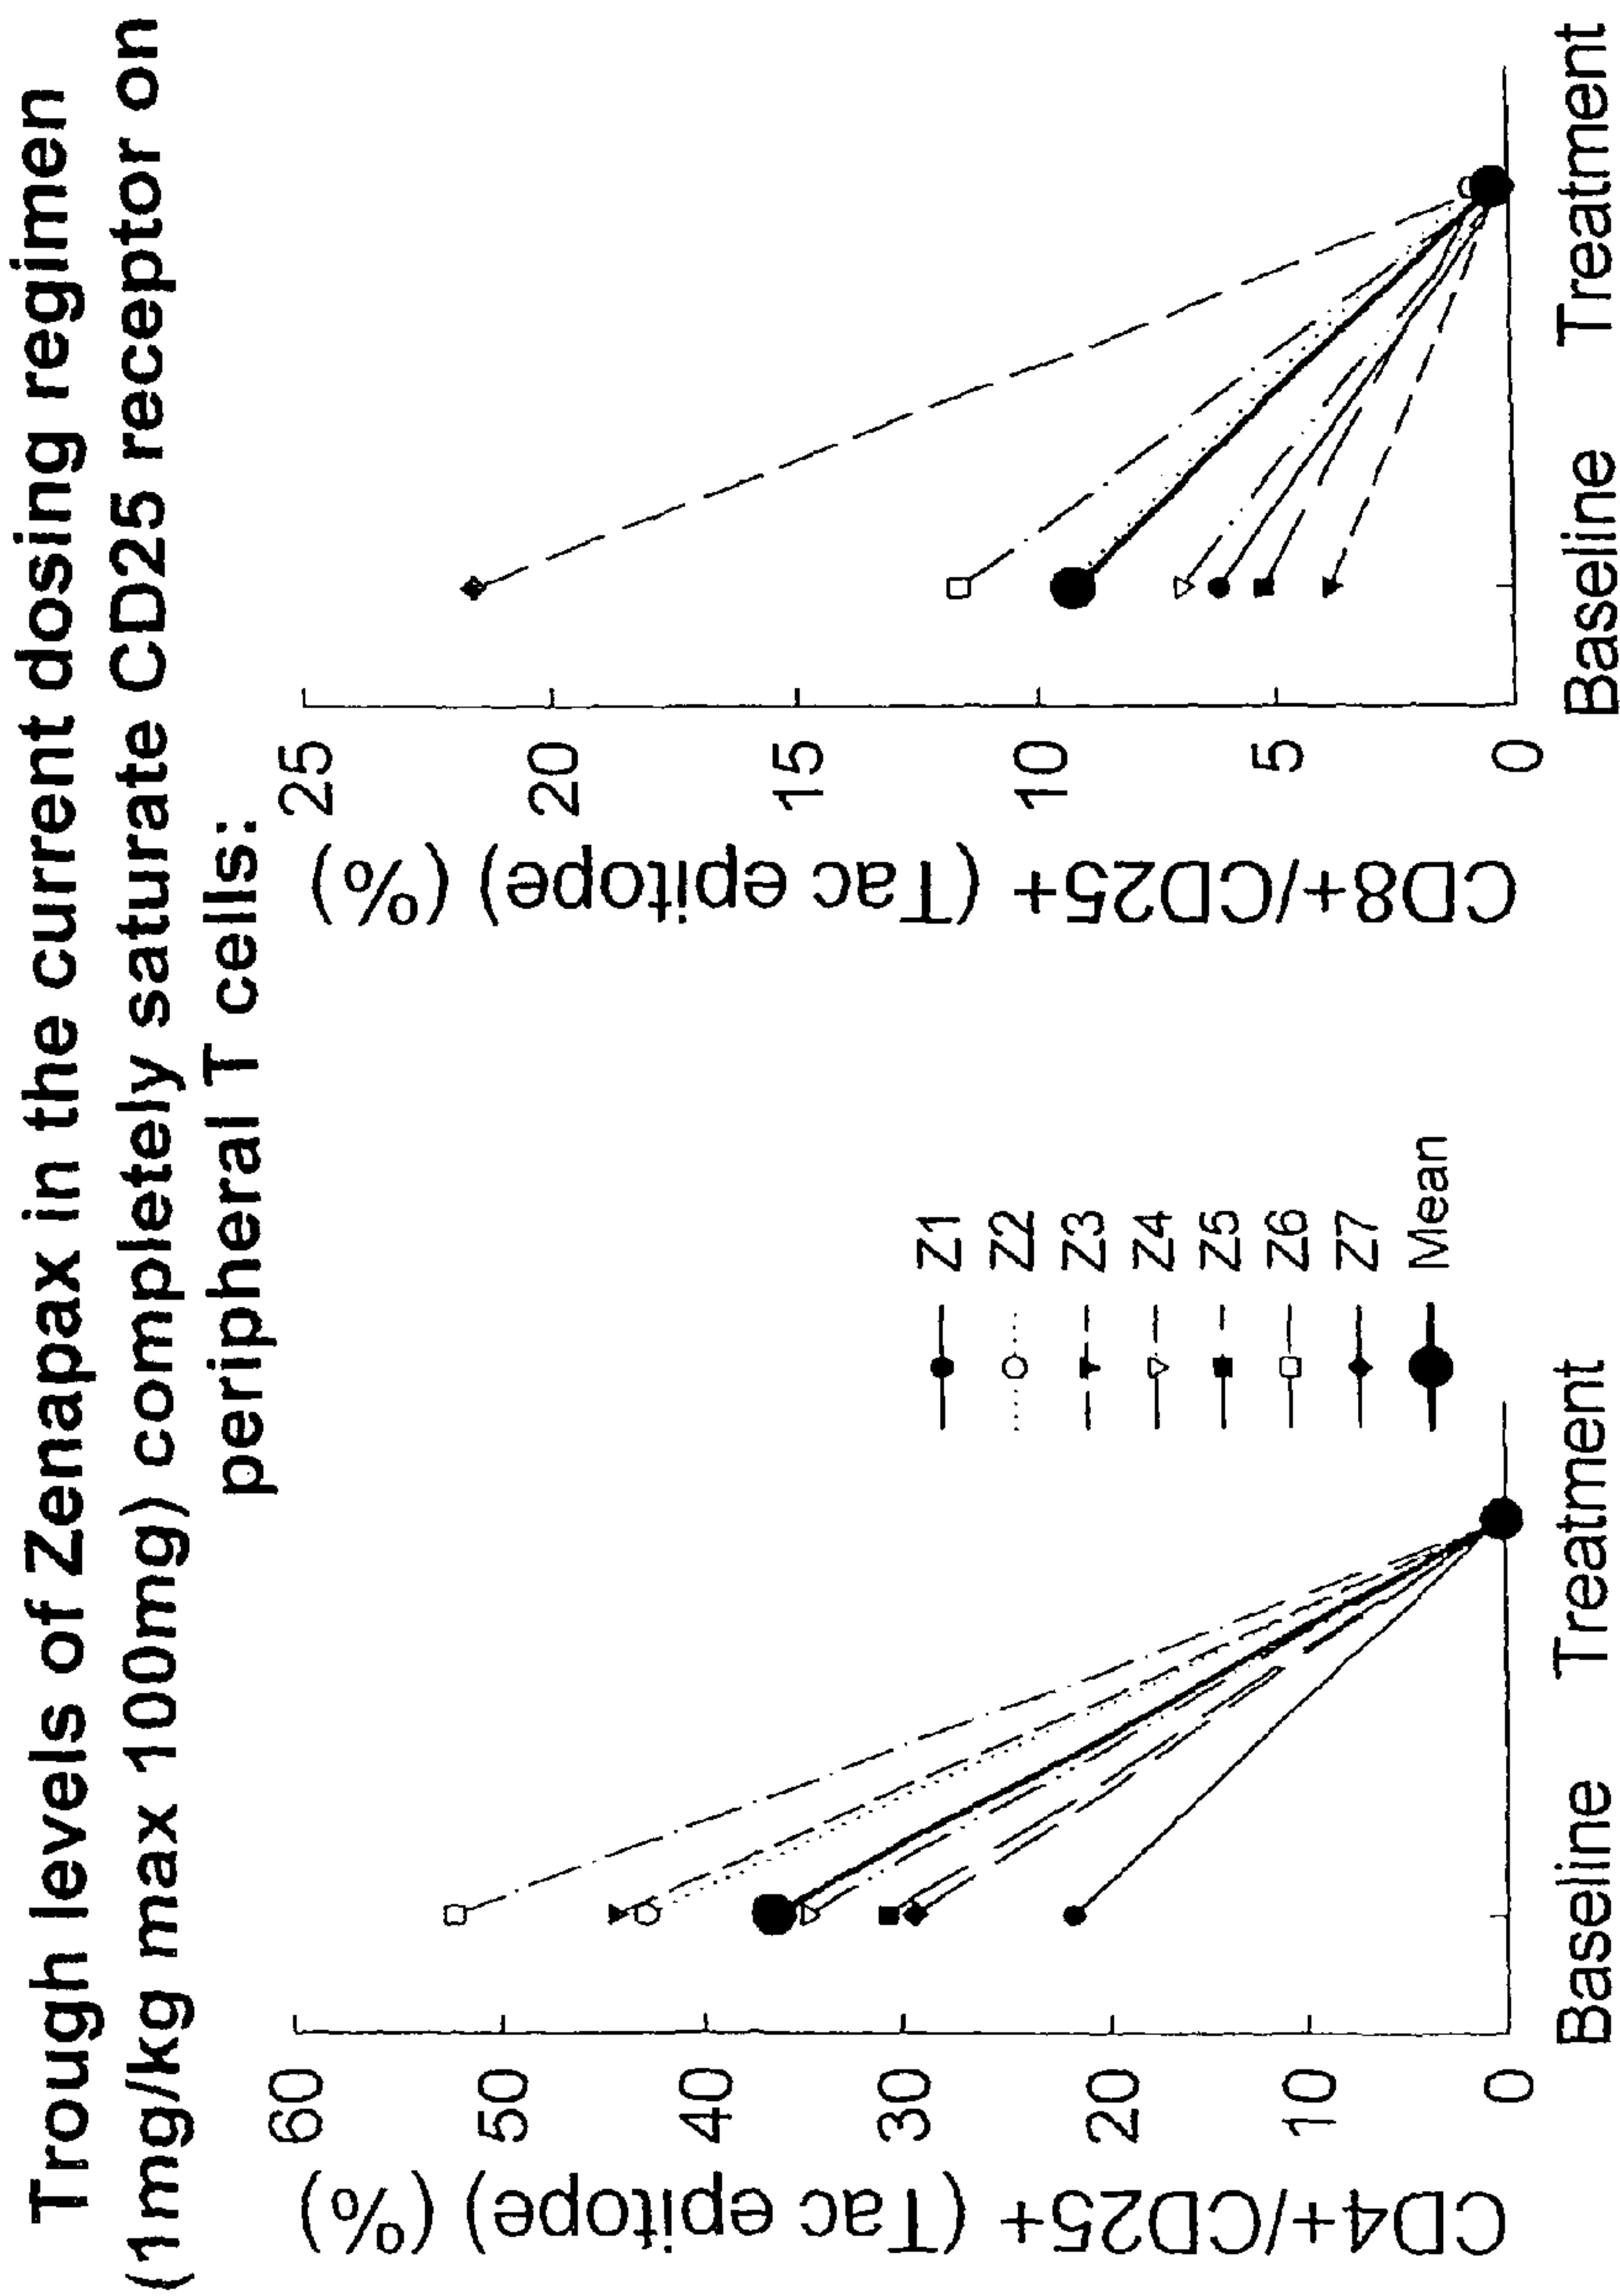 Trough levels of Zenapax in the current dosing regimen
(1mg/kg max 100mg) completely saturate CD25 receptor on
peripheral T cells:
CD4+/CD25+ (Tac epitope) (%)
60
50
40
30
20
10
0
Baseline Treatment
Z1
Z2
Z3
Z4
Z5
Z6
Z7
Mean
CD8+/CD25+ (Tac epitope) (%)
25
20
15
10
5
0
Baseline Treatment